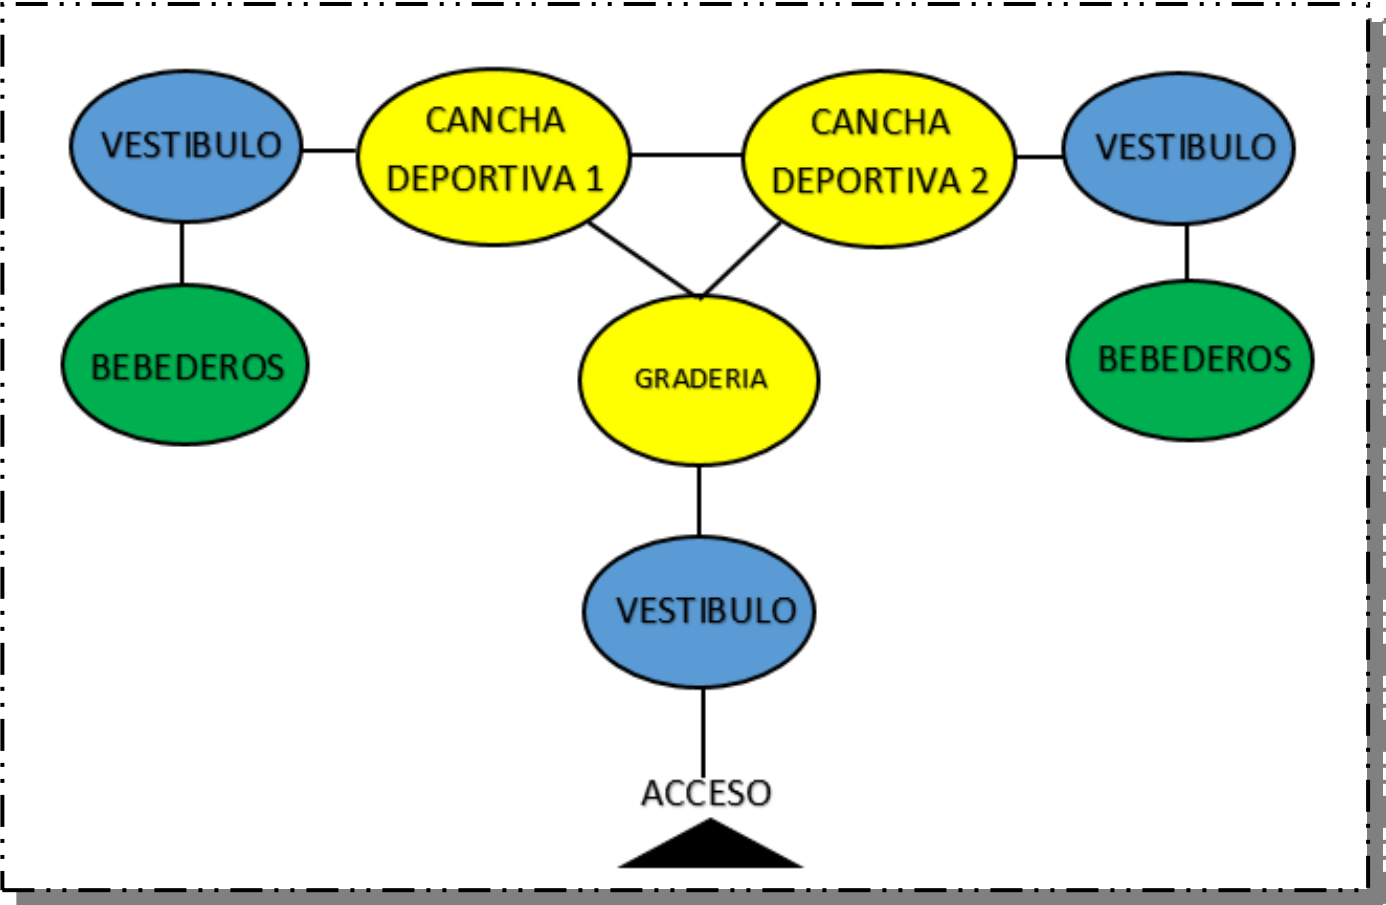 VESTIBULO
CANCHA
DEPORTIVA 1
CANCHA
DEPORTIVA 2
VESTIBULO
BEBEDEROS
GRADERIA
BEBEDEROS
VESTIBULO
ACCESO